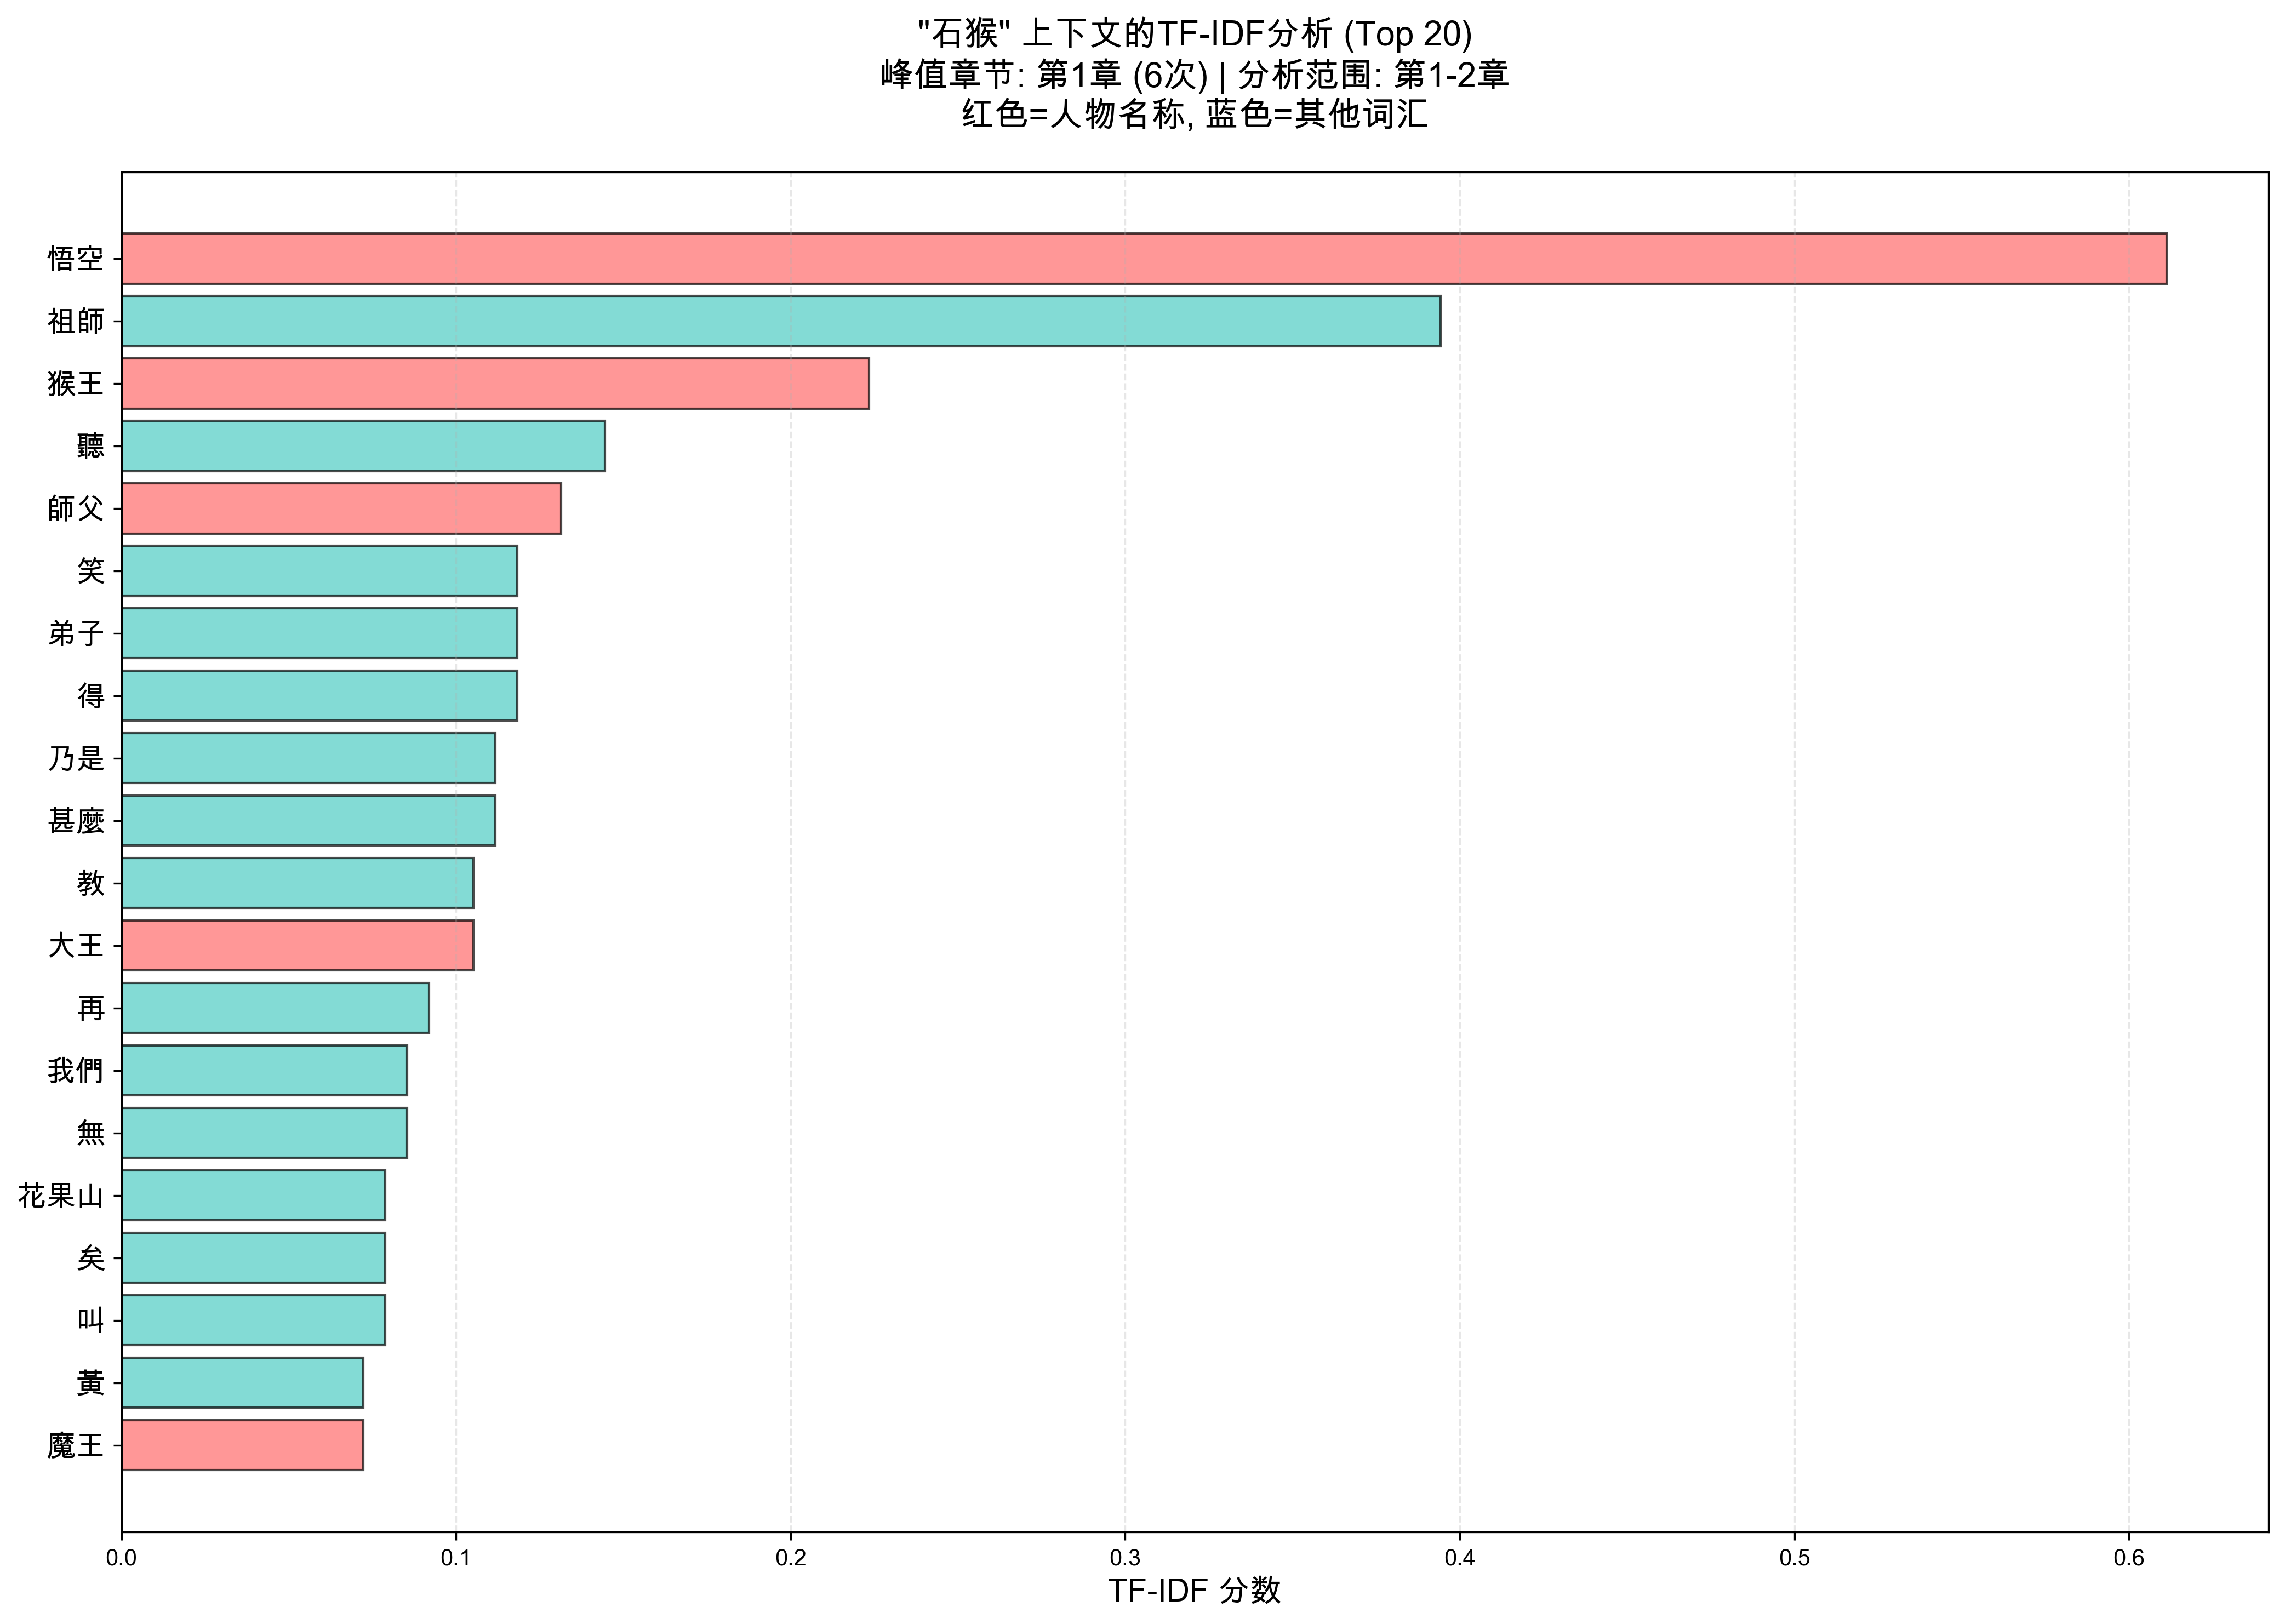 "石猴" 上下文的TF-IDF分析 (Top 20)
峰值章节: 第1章 (6次) | 分析范围: 第1-2章
红色=人物名称, 蓝色=其他词汇
悟空
祖師
猴王
聽
師父
笑
弟子
得
乃是
甚麼
教
大王
再
我們
無
花果山
矣
叫
黃
魔王
0.0 0.1 0.2 0.3 0.4 0.5 0.6
TF-IDF 分数